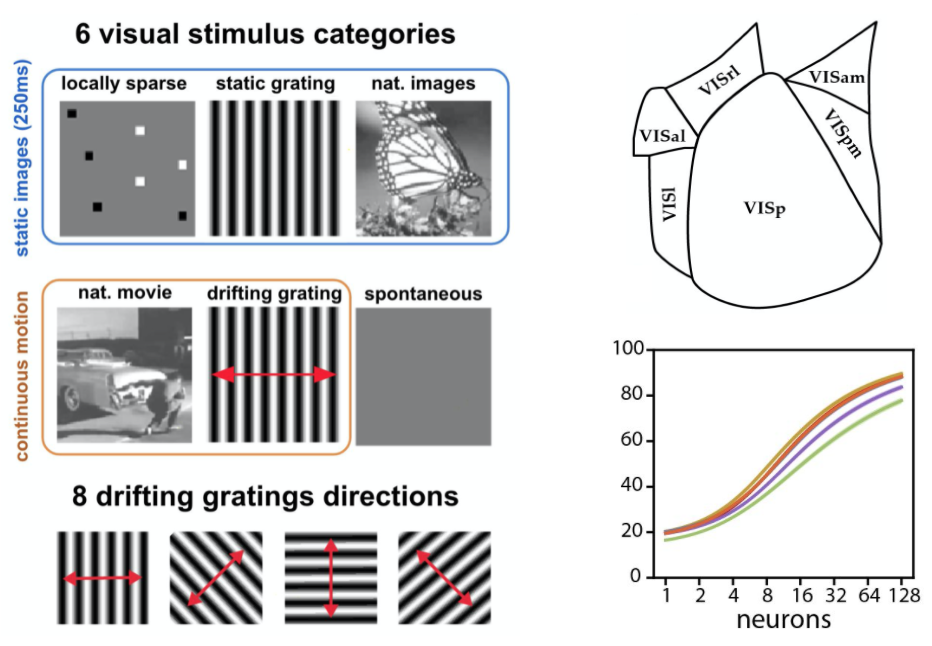 6 visual stimulus categories
static images (250ms)
locally sparse
static grating
nat. images
continuous motion
nat. movie
drifting grating
spontaneous
8 drifting gratings directions
VISrl
VISam
VISal
VISpm
VISl
VISp
100
80
60
40
20
0
1 2 4 8 16 32 64 128
neurons